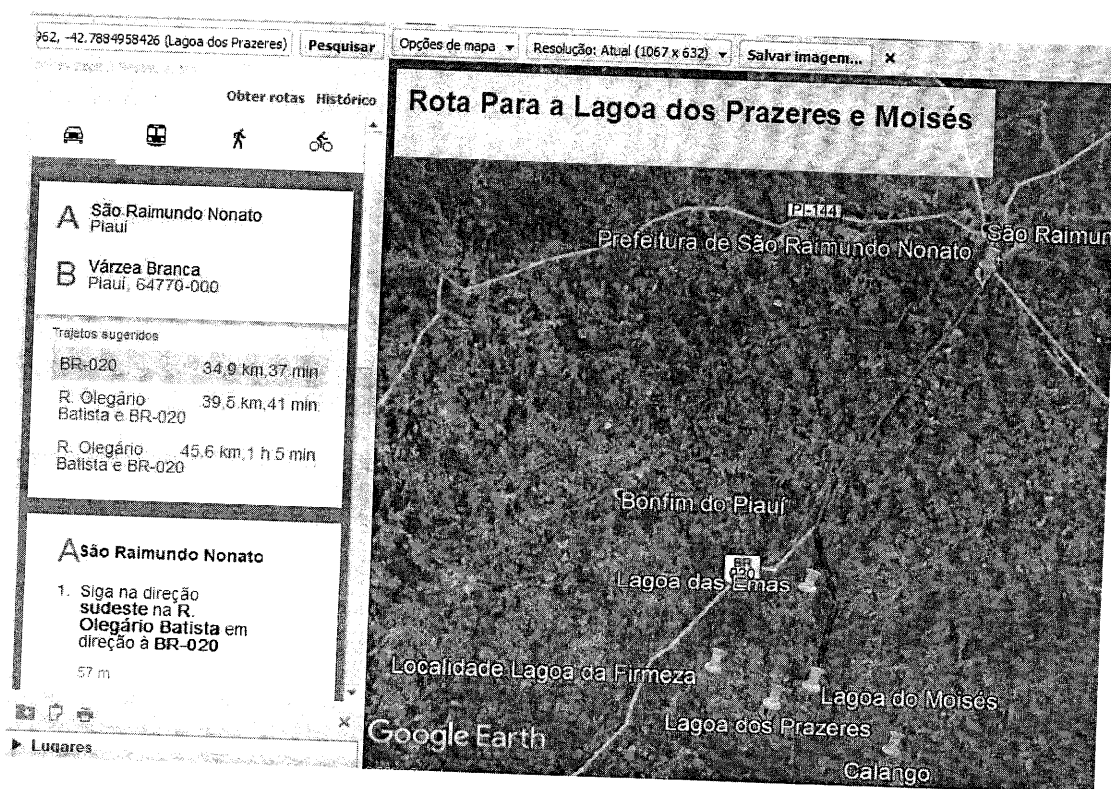 962, -42.7884958426 (Lagoa dos Prazeres)
Pesquisar
Opções de mapa
Resolução: Atual (1067 x 632)
Salvar imagem...
Obter rotas Histórico
A São Raimundo Nonato
Piauí
B Várzea Branca
Piauí, 64770-000
Trajetos sugeridos
BR-020 34,9 km,37 min
R. Olegário 39,5 km,41 min
Batista e BR-020
R. Olegário 45,6 km,1 h 5 min
Batista e BR-020
A São Raimundo Nonato
1. Siga na direção
sudeste na R.
Olegário Batista em
direção à BR-020
57 m
Lugares
Rota Para a Lagoa dos Prazeres e Moisés
PI-144
Prefeitura de São Raimundo Nonato
São Raimun
Bonfim do Piauí
BR
020
Lagoa das Emas
Localidade Lagoa da Firmeza
Lagoa do Moisés
Lagoa dos Prazeres
Calango
Google Earth